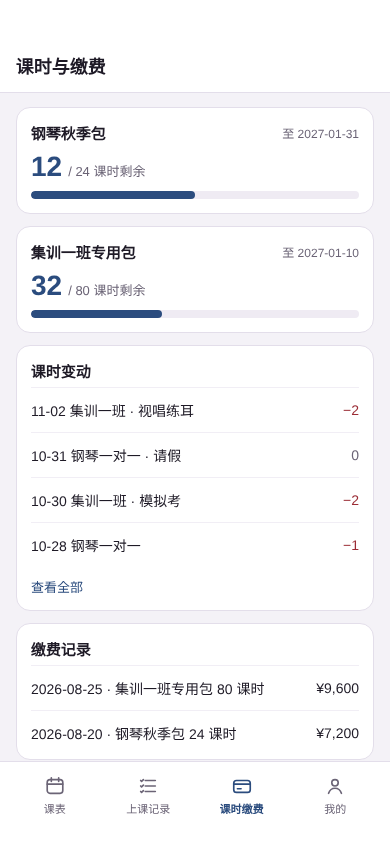 课时与缴费
钢琴秋季包 至 2027-01-31
12 / 24 课时剩余
集训一班专用包 至 2027-01-10
32 / 80 课时剩余
课时变动
11-02 集训一班 · 视唱练耳 −2
10-31 钢琴一对一 · 请假 0
10-30 集训一班 · 模拟考 −2
10-28 钢琴一对一 −1
查看全部
缴费记录
2026-08-25 · 集训一班专用包 80 课时 ¥9,600
2026-08-20 · 钢琴秋季包 24 课时 ¥7,200
课表 上课记录 课时缴费 我的